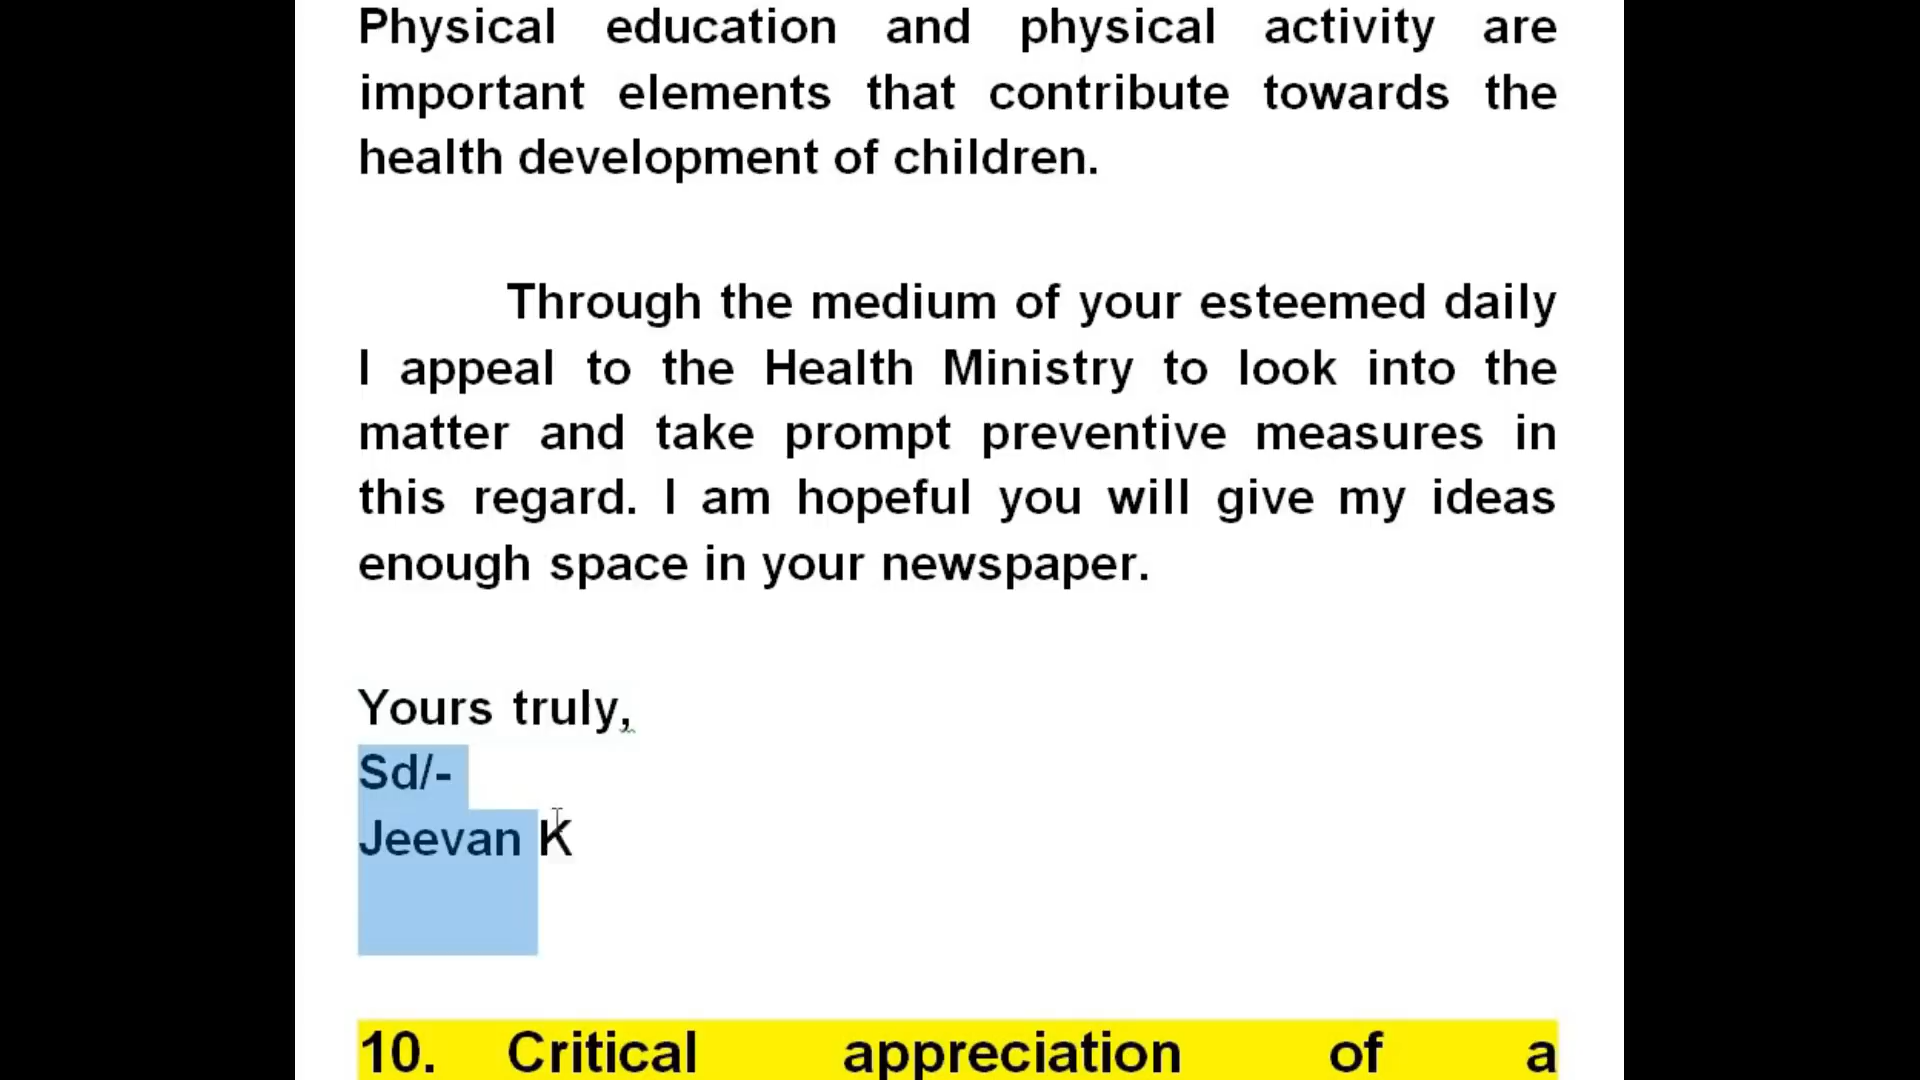 Physical education and physical activity are
important elements that contribute towards the
health development of children.
Through the medium of your esteemed daily
I appeal to the Health Ministry to look into the
matter and take prompt preventive measures in
this regard. I am hopeful you will give my ideas
enough space in your newspaper.
Yours truly,
Sd/-
Jeevan K
10. Critical appreciation of a